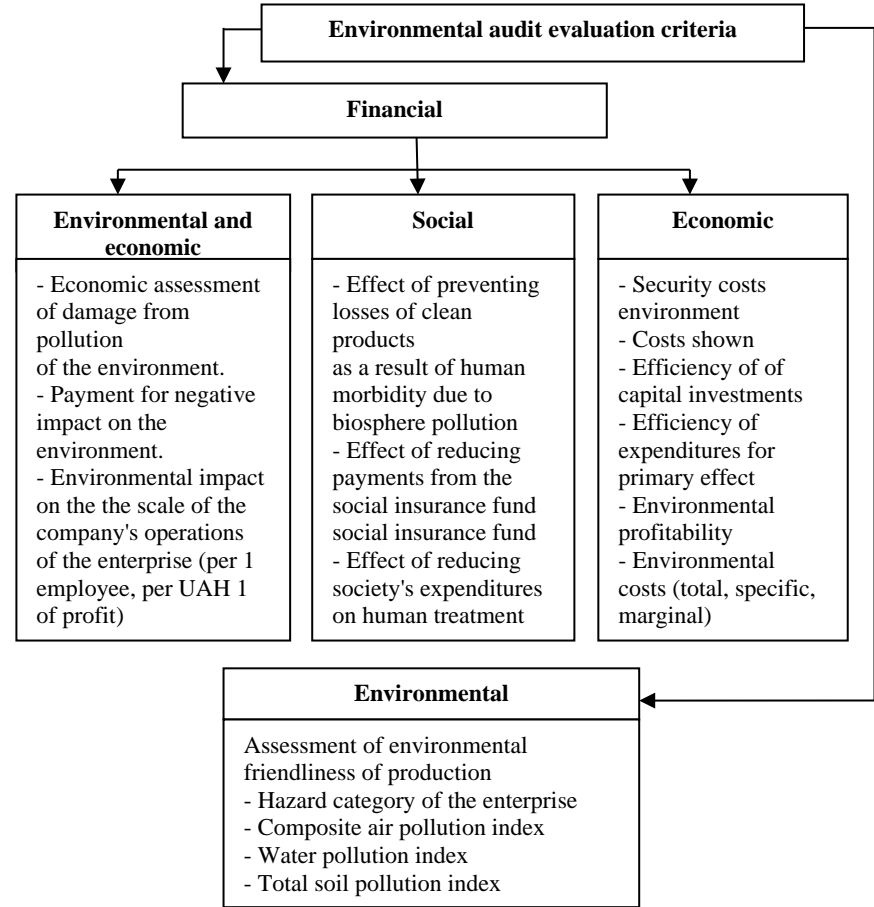 Environmental audit evaluation criteria
Financial
Environmental and
economic
- Economic assessment
of damage from
pollution
of the environment.
- Payment for negative
impact on the
environment.
- Environmental impact
on the the scale of the
company's operations
of the enterprise (per 1
employee, per UAH 1
of profit)
Social
- Effect of preventing
losses of clean
products
as a result of human
morbidity due to
biosphere pollution
- Effect of reducing
payments from the
social insurance fund
social insurance fund
- Effect of reducing
society's expenditures
on human treatment
Economic
- Security costs
environment
- Costs shown
- Efficiency of of
capital investments
- Efficiency of
expenditures for
primary effect
- Environmental
profitability
- Environmental
costs (total, specific,
marginal)
Environmental
Assessment of environmental
friendliness of production
- Hazard category of the enterprise
- Composite air pollution index
- Water pollution index
- Total soil pollution index